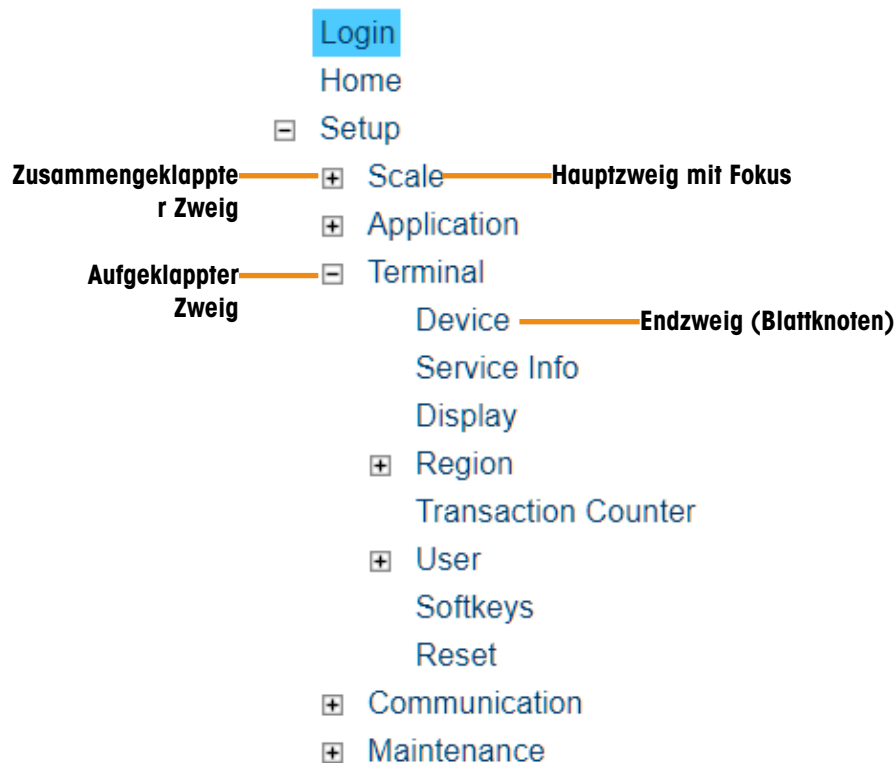 Login
Home
Setup
Zusammengeklappte
r Zweig
Scale
Hauptzweig mit Fokus
Application
Aufgeklappter
Zweig
Terminal
Device
Endzweig (Blattknoten)
Service Info
Display
Region
Transaction Counter
User
Softkeys
Reset
Communication
Maintenance